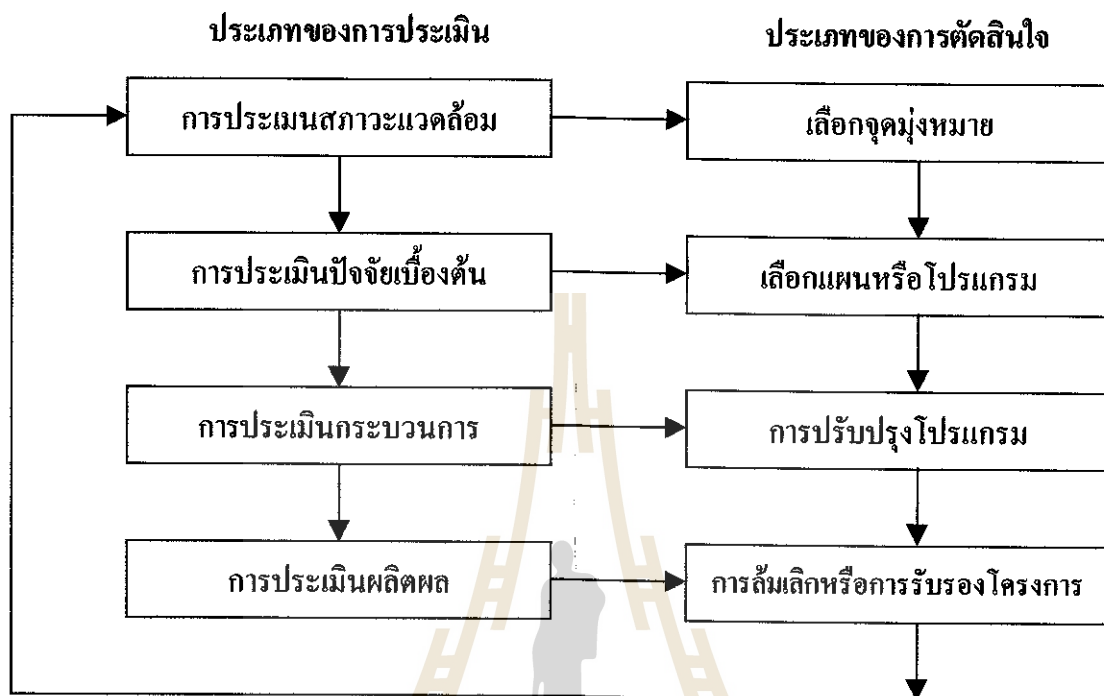 ประเภทของการประเมิน ประเภทของการตัดสินใจ
การประเมนสภาวะแวดล้อม เลือกจุดมุ่งหมาย
การประเมินปัจจัยเบื้องต้น เลือกแผนหรือโปรแกรม
การประเมินกระบวนการ การปรับปรุงโปรแกรม
การประเมินผลิตผล การล้มเลิกหรือการรับรองโครงการ